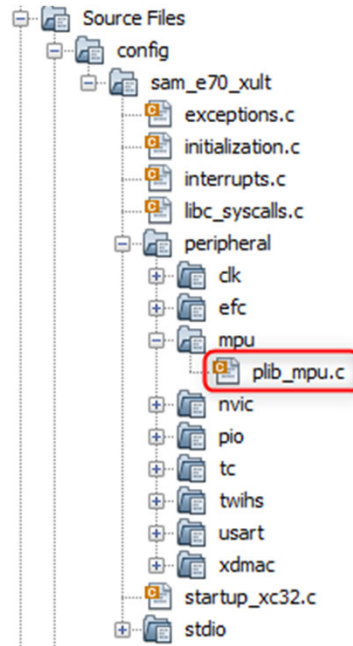 Source Files
config
sam_e70_xult
exceptions.c
initialization.c
interrupts.c
libc_syscalls.c
peripheral
clk
efc
mpu
plib_mpu.c
nvic
pio
tc
twihs
usart
xdmac
startup_xc32.c
stdio